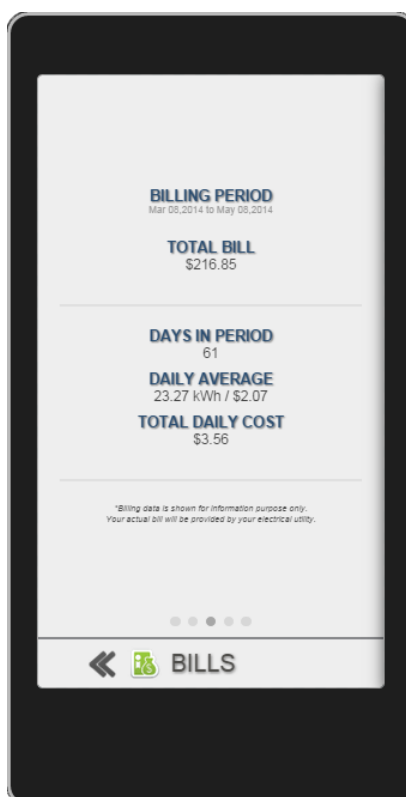 BILLING PERIOD
Mar 08,2014 to May 08,2014
TOTAL BILL
$216.85
DAYS IN PERIOD
61
DAILY AVERAGE
23.27 kWh / $2.07
TOTAL DAILY COST
$3.56
*Billing data is shown for information purpose only.
Your actual bill will be provided by your electrical utility.
BILLS